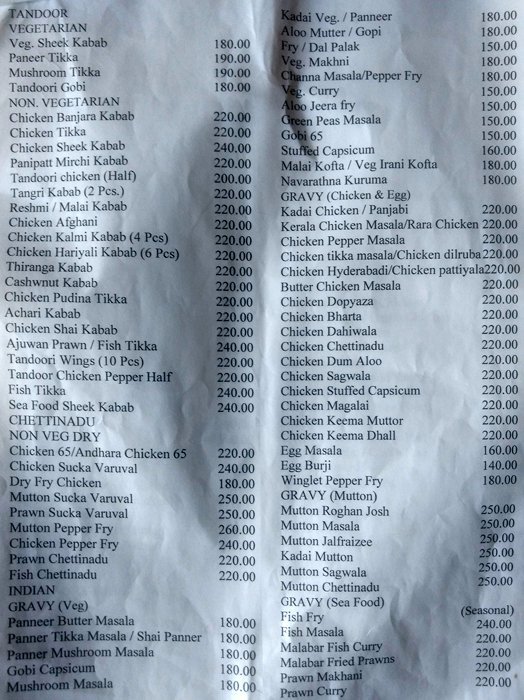 TANDOOR
VEGETARIAN
Veg. Sheek Kabab 180.00
Paneer Tikka 190.00
Mushroom Tikka 190.00
Tandoori Gobi 180.00
NON. VEGETARIAN
Chicken Banjara Kabab 220.00
Chicken Tikka 220.00
Chicken Sheek Kabab 240.00
Panipatt Mirchi Kabab 220.00
Tandoori chicken (Half) 200.00
Tangri Kabab (2 Pcs.) 220.00
Reshmi / Malai Kabab 220.00
Chicken Afghani 220.00
Chicken Kalmi Kabab (4 Pcs) 220.00
Chicken Hariyali Kabab (6 Pcs) 220.00
Thiranga Kabab 220.00
Cashwnut Kabab 220.00
Chicken Pudina Tikka 220.00
Achari Kabab 220.00
Chicken Shai Kabab 220.00
Ajuwan Prawn / Fish Tikka 240.00
Tandoori Wings (10 Pcs) 220.00
Tandoor Chicken Pepper Half 220.00
Fish Tikka 240.00
Sea Food Sheek Kabab 240.00
CHETTINADU
NON VEG DRY
Chicken 65/Andhara Chicken 65 220.00
Chicken Sucka Varuval 240.00
Dry Fry Chicken 180.00
Mutton Sucka Varuval 250.00
Prawn Sucka Varuval 250.00
Mutton Pepper Fry 260.00
Chicken Pepper Fry 240.00
Prawn Chettinadu 220.00
Fish Chettinadu 220.00
INDIAN
GRAVY (Veg)
Panneer Butter Masala 180.00
Panner Tikka Masala / Shai Panner 180.00
Panner Mushroom Masala 180.00
Gobi Capsicum 180.00
Mushroom Masala 180.00
Kadai Veg. / Panneer 180.00
Aloo Mutter / Gopi 180.00
Fry / Dal Palak 150.00
Veg. Makhni 180.00
Channa Masala/Pepper Fry 180.00
Veg. Curry 150.00
Aloo Jeera fry 150.00
Green Peas Masala 150.00
Gobi 65 150.00
Stuffed Capsicum 160.00
Malai Kofta / Veg Irani Kofta 180.00
Navarathna Kuruma 180.00
GRAVY (Chicken & Egg)
Kadai Chicken / Panjabi 220.00
Kerala Chicken Masala/Rara Chicken 220.00
Chicken Pepper Masala 220.00
Chicken tikka masala/Chicken dilruba 220.00
Chicken Hyderabadi/Chicken pattiyala 220.00
Butter Chicken Masala 220.00
Chicken Dopyaza 220.00
Chicken Bharta 220.00
Chicken Dahiwala 220.00
Chicken Chettinadu 220.00
Chicken Dum Aloo 220.00
Chicken Sagwala 220.00
Chicken Stuffed Capsicum 220.00
Chicken Magalai 220.00
Chicken Keema Muttor 220.00
Chicken Keema Dhall 220.00
Egg Masala 160.00
Egg Burji 140.00
Winglet Pepper Fry 180.00
GRAVY (Mutton)
Mutton Roghan Josh 250.00
Mutton Masala 250.00
Mutton Jalfraizee 250.00
Kadai Mutton 250.00
Mutton Sagwala 250.00
Mutton Chettinadu 250.00
GRAVY (Sea Food)
Fish Fry (Seasonal)
Fish Masala 240.00
Malabar Fish Curry 220.00
Malabar Fried Prawns 220.00
Prawn Makhani 220.00
Prawn Curry 220.00